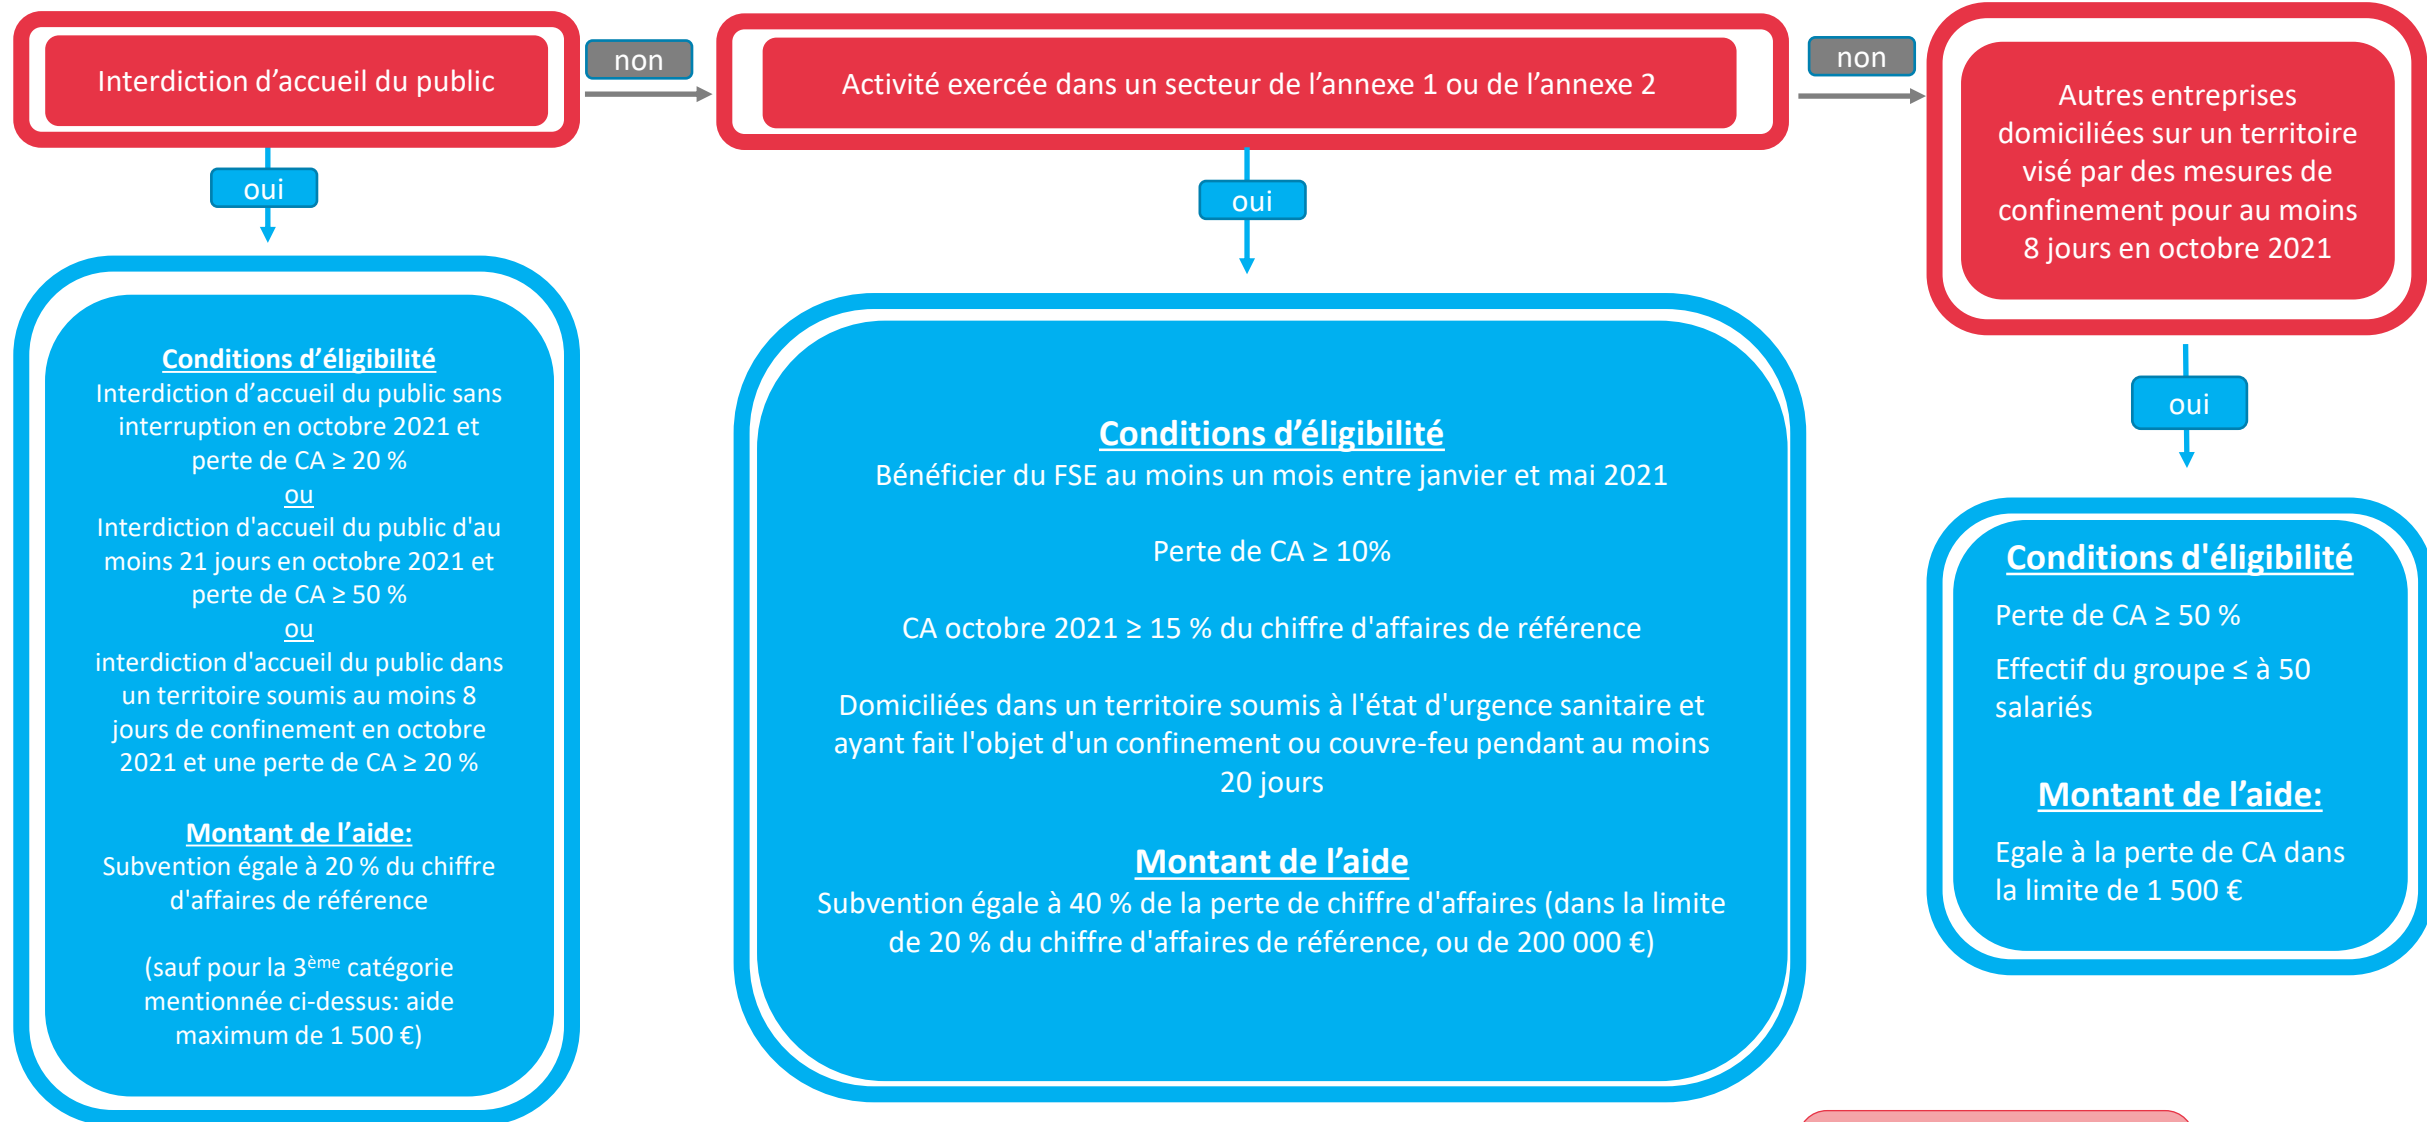 Interdiction d’accueil du public
non
Activité exercée dans un secteur de l’annexe 1 ou de l’annexe 2
non
Autres entreprises
domiciliées sur un territoire
visé par des mesures de
confinement pour au moins
8 jours en octobre 2021
oui
oui
oui
Conditions d’éligibilité
Interdiction d’accueil du public sans
interruption en octobre 2021 et
perte de CA ≥ 20 %
ou
Interdiction d'accueil du public d'au
moins 21 jours en octobre 2021 et
perte de CA ≥ 50 %
ou
interdiction d'accueil du public dans
un territoire soumis au moins 8
jours de confinement en octobre
2021 et une perte de CA ≥ 20 %
Montant de l’aide:
Subvention égale à 20 % du chiffre
d'affaires de référence
(sauf pour la 3ème catégorie
mentionnée ci-dessus: aide
maximum de 1 500 €)
Conditions d’éligibilité
Bénéficier du FSE au moins un mois entre janvier et mai 2021
Perte de CA ≥ 10%
CA octobre 2021 ≥ 15 % du chiffre d'affaires de référence
Domiciliées dans un territoire soumis à l'état d'urgence sanitaire et
ayant fait l'objet d'un confinement ou couvre-feu pendant au moins
20 jours
Montant de l’aide
Subvention égale à 40 % de la perte de chiffre d'affaires (dans la limite
de 20 % du chiffre d'affaires de référence, ou de 200 000 €)
Conditions d'éligibilité
Perte de CA ≥ 50 %
Effectif du groupe ≤ à 50
salariés
Montant de l’aide:
Egale à la perte de CA dans
la limite de 1 500 €